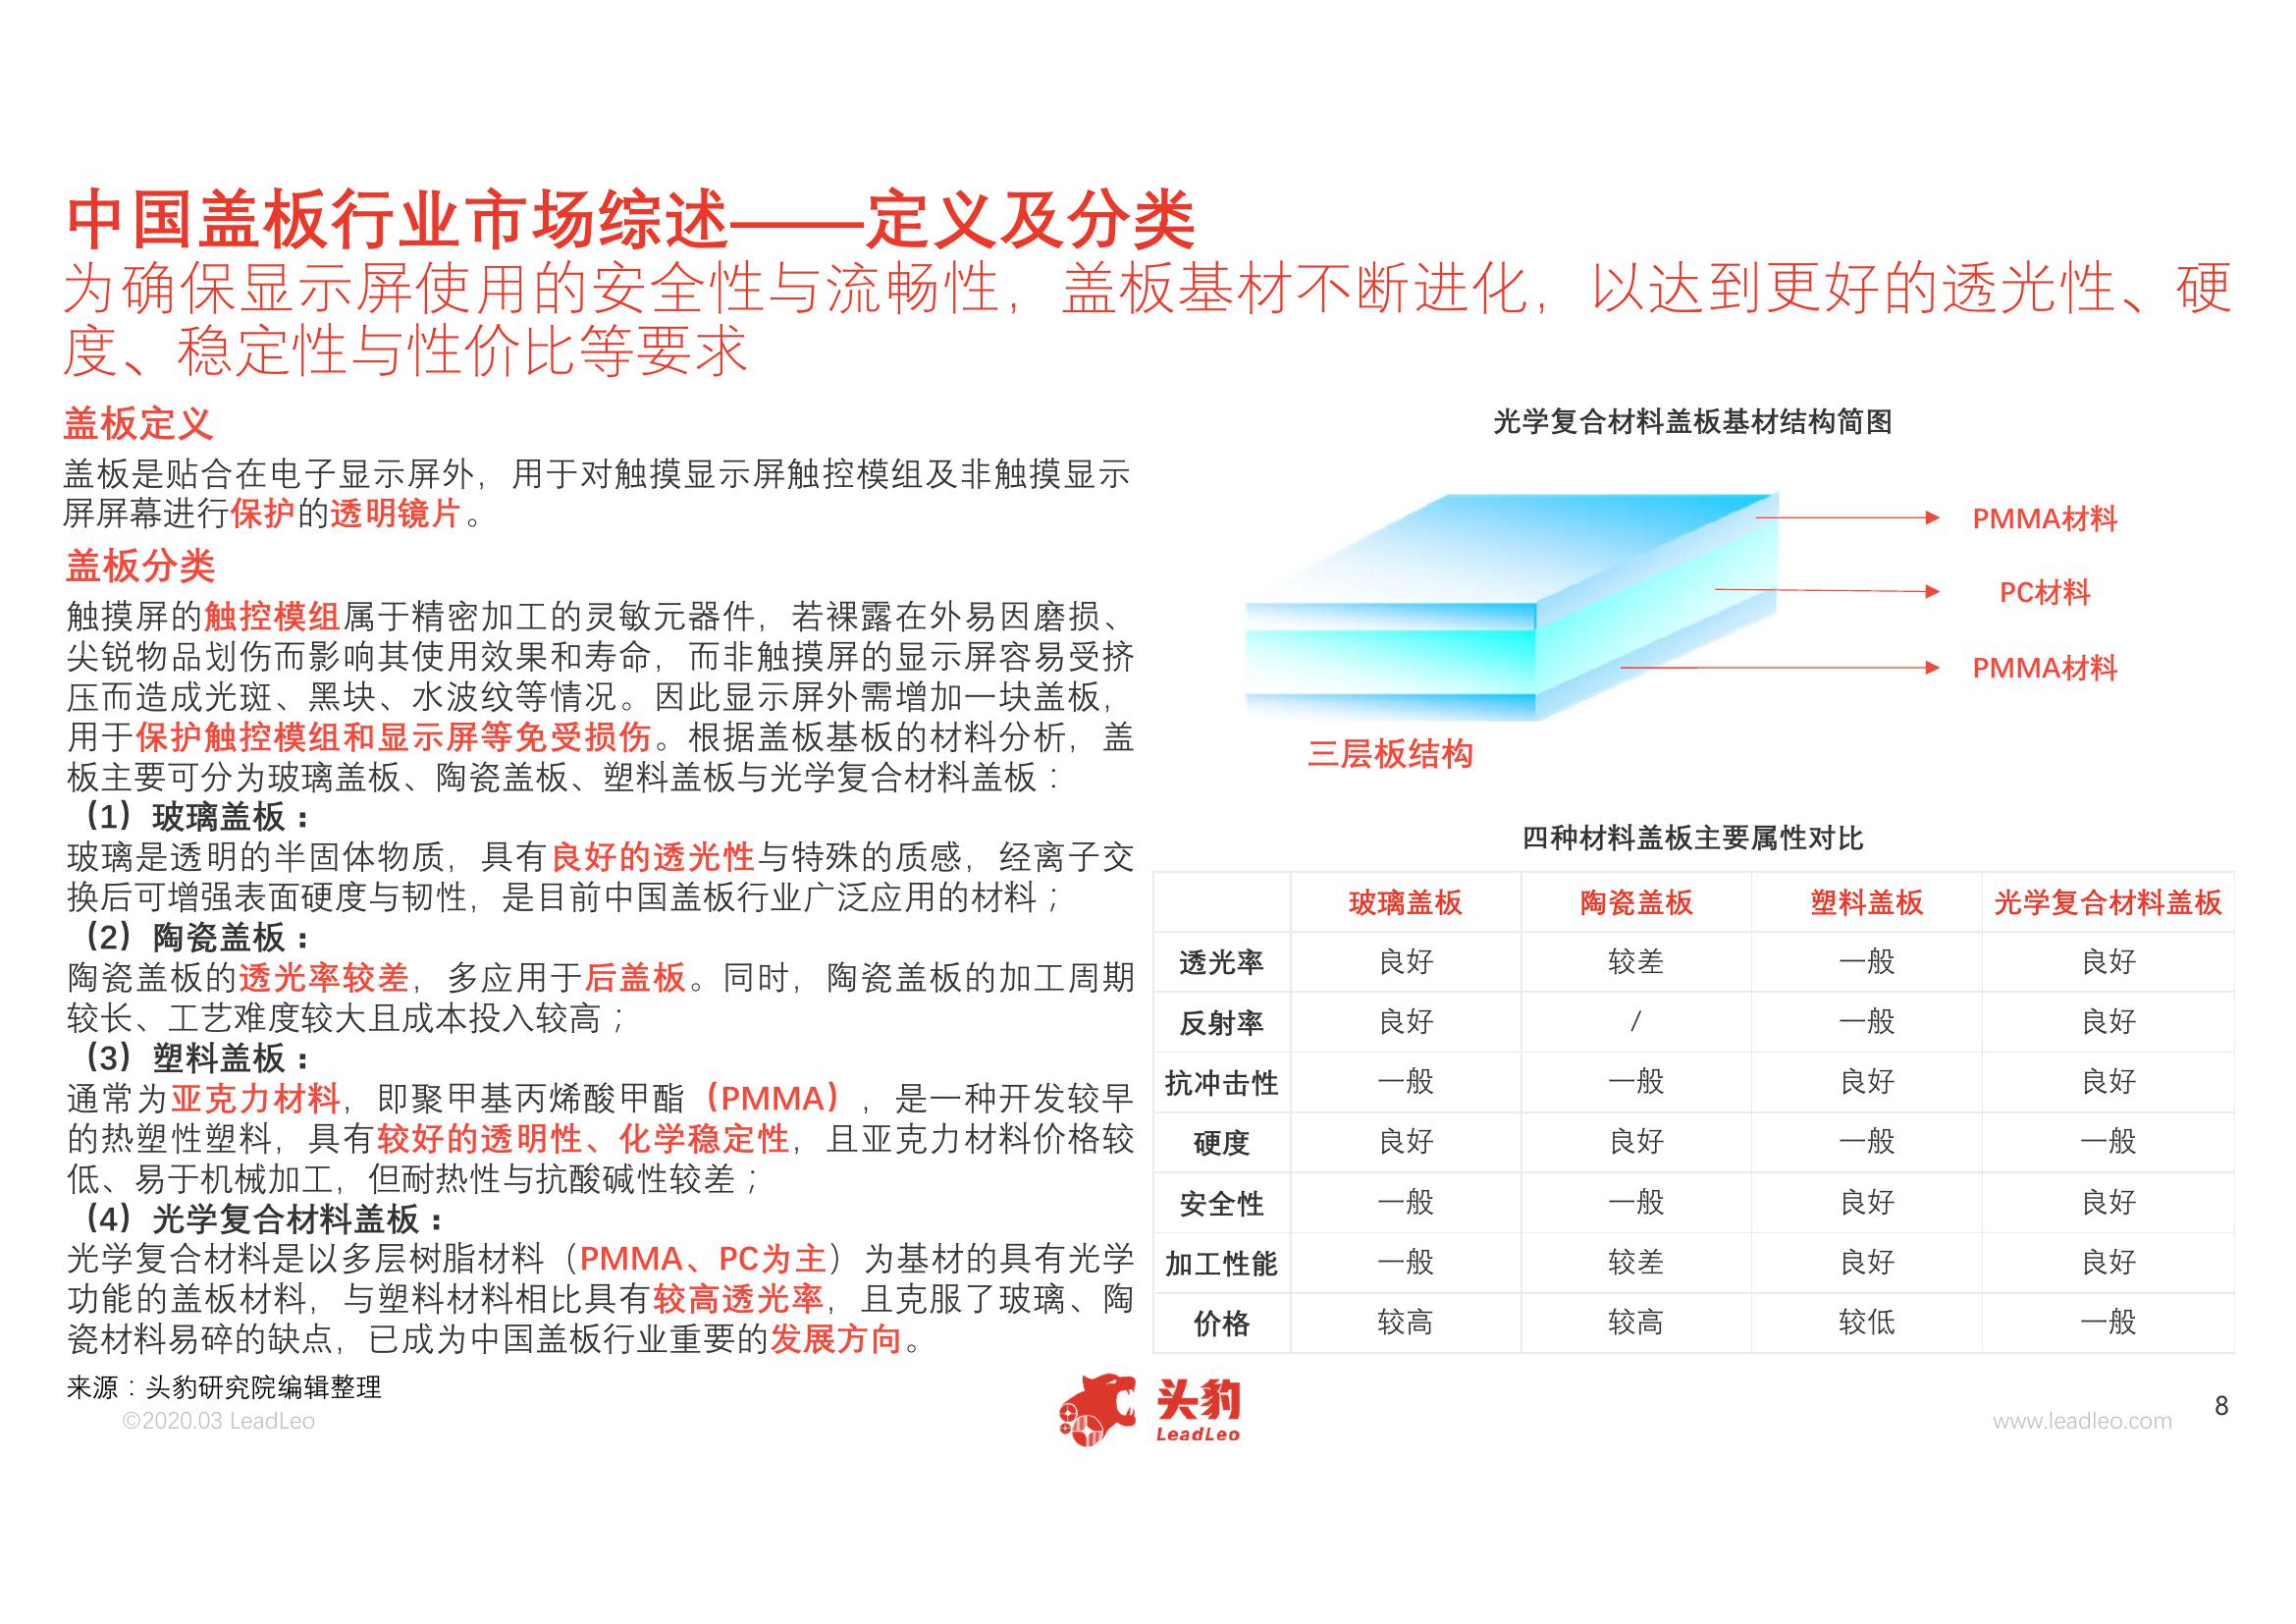 中国盖板行业市场综述——定义及分类
为确保显示屏使用的安全性与流畅性，盖板基材不断进化，以达到更好的透光性、硬
度、稳定性与性价比等要求
盖板定义
盖板是贴合在电子显示屏外，用于对触摸显示屏触控模组及非触摸显示
屏屏幕进行保护的透明镜片。
盖板分类
触摸屏的触控模组属于精密加工的灵敏元器件，若裸露在外易因磨损、
尖锐物品划伤而影响其使用效果和寿命，而非触摸屏的显示屏容易受挤
压而造成光斑、黑块、水波纹等情况。因此显示屏外需增加一块盖板，
用于保护触控模组和显示屏等免受损伤。根据盖板基板的材料分析，盖
板主要可分为玻璃盖板、陶瓷盖板、塑料盖板与光学复合材料盖板：
（1）玻璃盖板：
玻璃是透明的半固体物质，具有良好的透光性与特殊的质感，经离子交
换后可增强表面硬度与韧性，是目前中国盖板行业广泛应用的材料；
（2）陶瓷盖板：
陶瓷盖板的透光率较差，多应用于后盖板。同时，陶瓷盖板的加工周期
较长、工艺难度较大且成本投入较高；
（3）塑料盖板：
通常为亚克力材料，即聚甲基丙烯酸甲酯（PMMA），是一种开发较早
的热塑性塑料，具有较好的透明性、化学稳定性，且亚克力材料价格较
低、易于机械加工，但耐热性与抗酸碱性较差；
（4）光学复合材料盖板：
光学复合材料是以多层树脂材料（PMMA、PC为主）为基材的具有光学
功能的盖板材料，与塑料材料相比具有较高透光率，且克服了玻璃、陶
瓷材料易碎的缺点，已成为中国盖板行业重要的发展方向。
光学复合材料盖板基材结构简图
PMMA材料
PC材料
PMMA材料
三层板结构
四种材料盖板主要属性对比
玻璃盖板 陶瓷盖板 塑料盖板 光学复合材料盖板
透光率 良好 较差 一般 良好
反射率 良好 / 一般 良好
抗冲击性 一般 一般 良好 良好
硬度 良好 良好 一般 一般
安全性 一般 一般 良好 良好
加工性能 一般 较差 良好 良好
价格 较高 较高 较低 一般
来源：头豹研究院编辑整理
©2020.03 LeadLeo
头豹
LeadLeo
www.leadleo.com
8